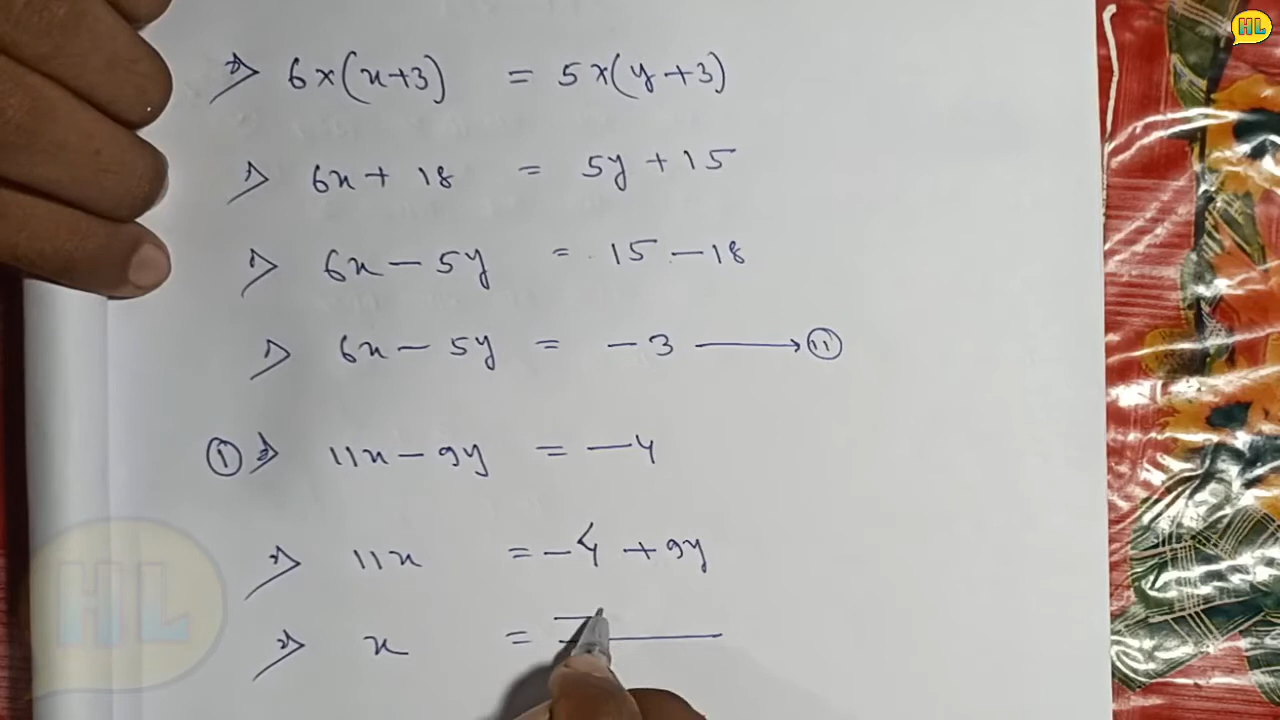 HL
⇒ 6×(x+3) = 5×(y+3)
⇒ 6x + 18 = 5y + 15
⇒ 6x − 5y = 15 − 18
⇒ 6x − 5y = −3 ⟶ (ii)
(i) ⇒ 11x − 9y = −4
⇒ 11x = −4 + 9y
⇒ x = −
HL